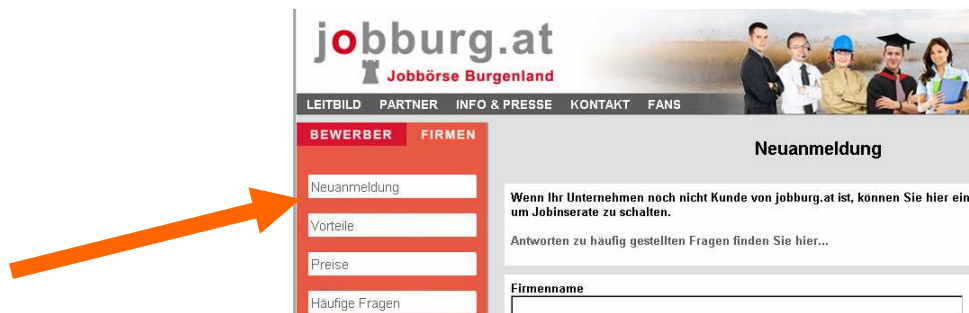 jobburg.at
Jobbörse Burgenland
LEITBILD PARTNER INFO & PRESSE KONTAKT FANS
BEWERBER FIRMEN
Neuanmeldung
Vorteile
Preise
Häufige Fragen
Neuanmeldung
Wenn Ihr Unternehmen noch nicht Kunde von jobburg.at ist, können Sie hier ein
um Jobinserate zu schalten.
Antworten zu häufig gestellten Fragen finden Sie hier...
Firmenname